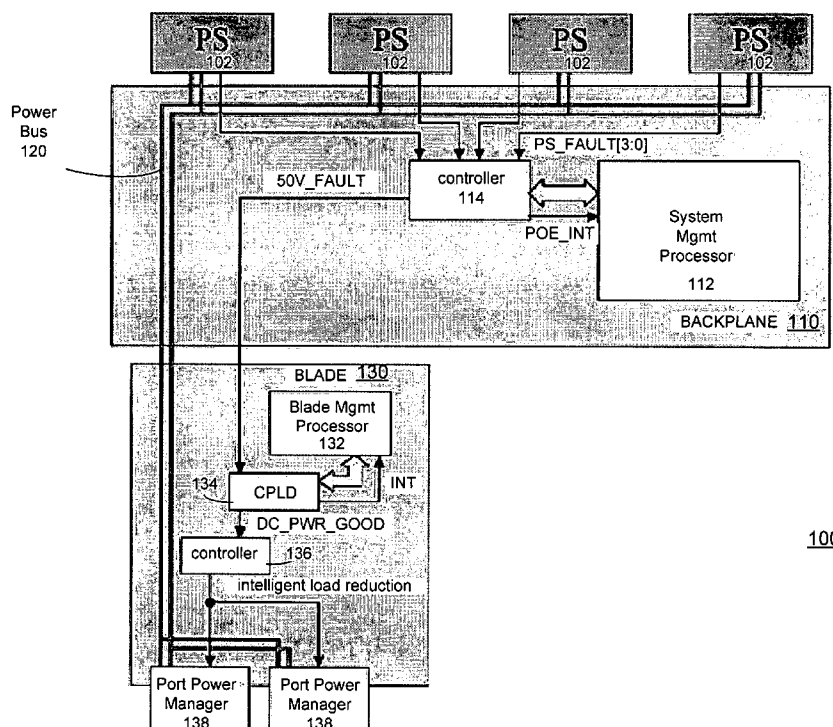 PS
102
PS
102
PS
102
PS
102
Power
Bus
120
PS_FAULT[3:0]
50V_FAULT
controller
114
POE_INT
System
Mgmt
Processor
112
BACKPLANE 110
BLADE 130
Blade Mgmt
Processor
132
INT
134
CPLD
DC_PWR_GOOD
controller
136
intelligent load reduction
100
Port Power
Manager
138
Port Power
Manager
138